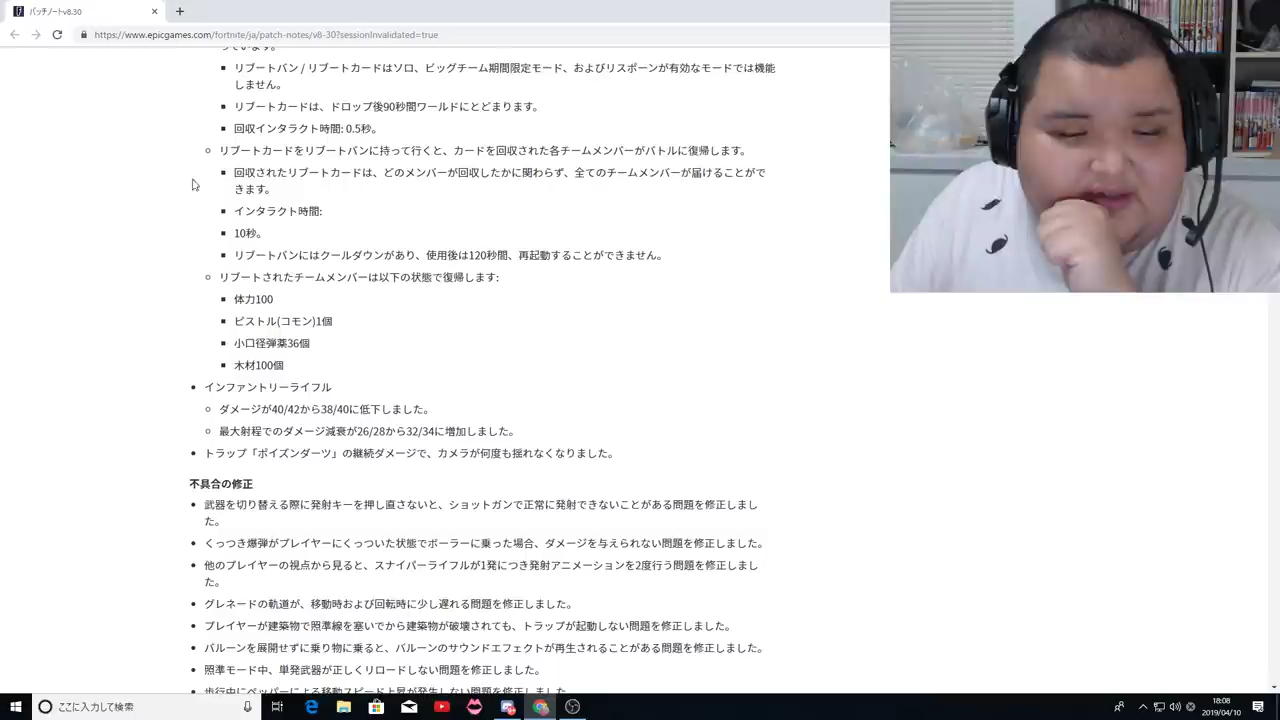 パッチノートv8.30
https://www.epicgames.com/fortnite/ja/patch-notes/v8-30?sessionInvalidated=true
っています。
リブートバン、リブートカードはソロ、ビッグチーム期間限定モード、およびリスポーンが有効なモードでは機能
しません。
リブートカードは、ドロップ後90秒間ワールドにとどまります。
回収インタラクト時間: 0.5秒。
リブートカードをリブートバンに持って行くと、カードを回収された各チームメンバーがバトルに復帰します。
回収されたリブートカードは、どのメンバーが回収したかに関わらず、全てのチームメンバーが届けることがで
きます。
インタラクト時間:
10秒。
リブートバンにはクールダウンがあり、使用後は120秒間、再起動することができません。
リブートされたチームメンバーは以下の状態で復帰します:
体力100
ピストル(コモン)1個
小口径弾薬36個
木材100個
インファントリーライフル
ダメージが40/42から38/40に低下しました。
最大射程でのダメージ減衰が26/28から32/34に増加しました。
トラップ「ポイズンダーツ」の継続ダメージで、カメラが何度も揺れなくなりました。
不具合の修正
武器を切り替える際に発射キーを押し直さないと、ショットガンで正常に発射できないことがある問題を修正しまし
た。
くっつき爆弾がプレイヤーにくっついた状態でボーラーに乗った場合、ダメージを与えられない問題を修正しました。
他のプレイヤーの視点から見ると、スナイパーライフルが1発につき発射アニメーションを2度行う問題を修正しまし
た。
グレネードの軌道が、移動時および回転時に少し遅れる問題を修正しました。
プレイヤーが建築物で照準線を塞いでから建築物が破壊されても、トラップが起動しない問題を修正しました。
バルーンを展開せずに乗り物に乗ると、バルーンのサウンドエフェクトが再生されることがある問題を修正しました。
照準モード中、単発武器が正しくリロードしない問題を修正しました。
歩行中にペッパーによる移動スピード上昇が発生しない問題を修正しました。
ここに入力して検索
18:08
2019/04/10